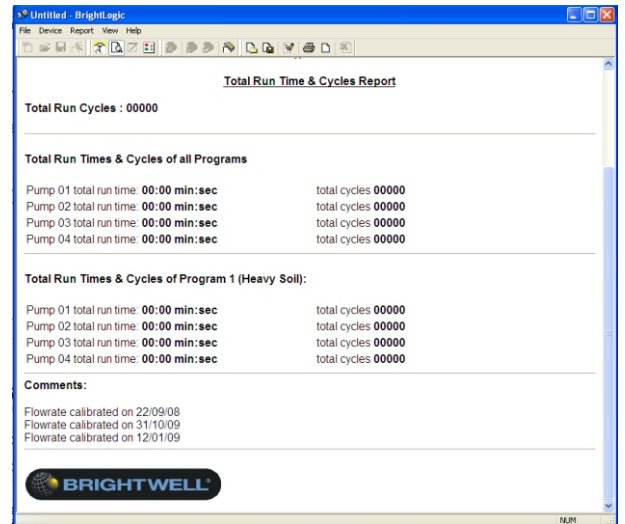 Untitled - BrightLogic
File Device Report View Help
Total Run Time & Cycles Report
Total Run Cycles : 00000
Total Run Times & Cycles of all Programs
Pump 01 total run time: 00:00 min:sec total cycles 00000
Pump 02 total run time: 00:00 min:sec total cycles 00000
Pump 03 total run time: 00:00 min:sec total cycles 00000
Pump 04 total run time: 00:00 min:sec total cycles 00000
Total Run Times & Cycles of Program 1 (Heavy Soil):
Pump 01 total run time: 00:00 min:sec total cycles 00000
Pump 02 total run time: 00:00 min:sec total cycles 00000
Pump 03 total run time: 00:00 min:sec total cycles 00000
Pump 04 total run time: 00:00 min:sec total cycles 00000
Comments:
Flowrate calibrated on 22/09/08
Flowrate calibrated on 31/10/09
Flowrate calibrated on 12/01/09
BRIGHTWELL
NUM